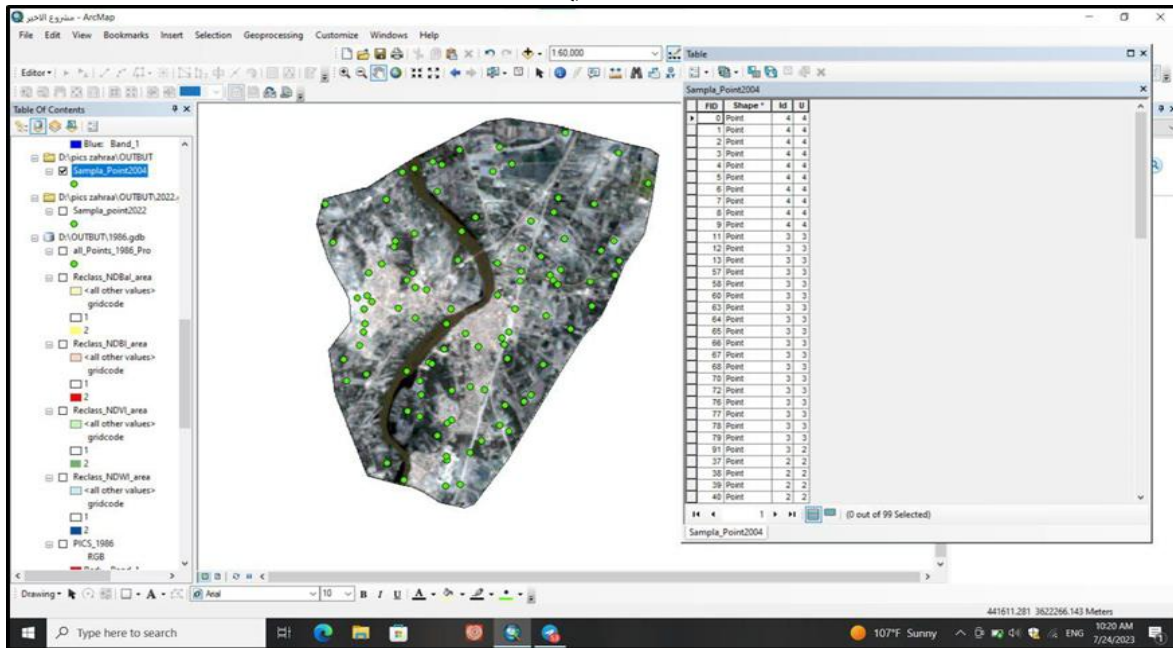 مشروع الاخير - ArcMap
File Edit View Bookmarks Insert Selection Geoprocessing Customize Windows Help
1:60,000
Editor
Table Of Contents
Blue: Band_1
D:\pics zahraa\OUTBUT
Sampla_Point2004
D:\pics zahraa\OUTBUT\2022.
Sampla_point2022
D:\OUTBUT\1986.gdb
all_Points_1986_Pro
Reclass_NDBaI_area
<all other values>
gridcode
1
2
Reclass_NDBI_area
<all other values>
gridcode
1
2
Reclass_NDVI_area
<all other values>
gridcode
1
2
Reclass_NDWI_area
<all other values>
gridcode
1
2
PICS_1986
RGB
Table
Sampla_Point2004
FID Shape * Id U
0 Point 4 4
1 Point 4 4
2 Point 4 4
3 Point 4 4
4 Point 4 4
5 Point 4 4
6 Point 4 4
7 Point 4 4
8 Point 4 4
9 Point 4 4
11 Point 3 3
12 Point 3 3
13 Point 3 3
57 Point 3 3
58 Point 3 3
60 Point 3 3
63 Point 3 3
64 Point 3 3
65 Point 3 3
66 Point 3 3
67 Point 3 3
68 Point 3 3
70 Point 3 3
72 Point 3 3
76 Point 3 3
77 Point 3 3
78 Point 3 3
79 Point 3 3
91 Point 3 2
37 Point 2 2
38 Point 2 2
39 Point 2 2
40 Point 2 2
1 (0 out of 99 Selected)
Sampla_Point2004
Drawing A Arial 10 B I U A
441611.281 3622266.143 Meters
Type here to search
107°F Sunny ENG 10:20 AM
7/24/2023